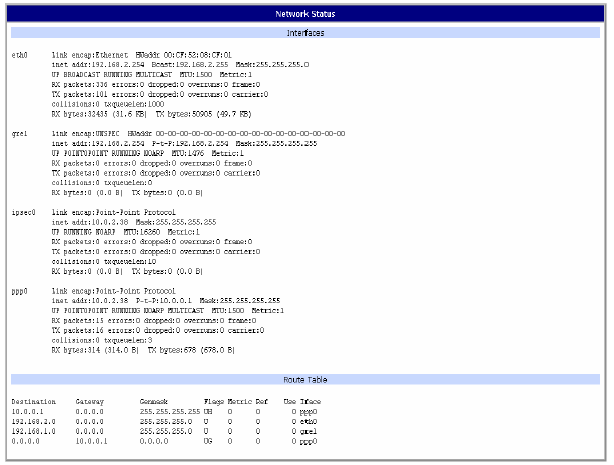 Network Status
Interfaces
eth0 link encap:Ethernet HWaddr 00:CF:52:08:CF:01
inet addr:192.168.2.254 Bcast:192.168.2.255 Mask:255.255.255.0
UP BROADCAST RUNNING MULTICAST MTU:1500 Metric:1
RX packets:336 errors:0 dropped:0 overruns:0 frame:0
TX packets:101 errors:0 dropped:0 overruns:0 carrier:0
collisions:0 txqueuelen:1000
RX bytes:32435 (31.6 KB) TX bytes:50905 (49.7 KB)
gre1 link encap:UNSPEC HWaddr 00-00-00-00-00-00-00-00-00-00-00-00-00-00-00-00
inet addr:192.168.2.254 P-t-P:192.168.2.254 Mask:255.255.255.255
UP POINTOPOINT RUNNING NOARP MTU:1476 Metric:1
RX packets:0 errors:0 dropped:0 overruns:0 frame:0
TX packets:0 errors:0 dropped:0 overruns:0 carrier:0
collisions:0 txqueuelen:0
RX bytes:0 (0.0 B) TX bytes:0 (0.0 B)
ipsec0 link encap:Point-Point Protocol
inet addr:10.0.2.38 Mask:255.255.255.255
UP RUNNING NOARP MTU:16260 Metric:1
RX packets:0 errors:0 dropped:0 overruns:0 frame:0
TX packets:0 errors:0 dropped:0 overruns:0 carrier:0
collisions:0 txqueuelen:10
RX bytes:0 (0.0 B) TX bytes:0 (0.0 B)
ppp0 link encap:Point-Point Protocol
inet addr:10.0.2.38 P-t-P:10.0.0.1 Mask:255.255.255.255
UP POINTOPOINT RUNNING NOARP MULTICAST MTU:1500 Metric:1
RX packets:15 errors:0 dropped:0 overruns:0 frame:0
TX packets:16 errors:0 dropped:0 overruns:0 carrier:0
collisions:0 txqueuelen:3
RX bytes:314 (314.0 B) TX bytes:678 (678.0 B)
Route Table
Destination Gateway Genmask Flags Metric Ref Use Iface
10.0.0.1 0.0.0.0 255.255.255.255 UH 0 0 0 ppp0
192.168.2.0 0.0.0.0 255.255.255.0 U 0 0 0 eth0
192.168.1.0 0.0.0.0 255.255.255.0 U 0 0 0 gre1
0.0.0.0 10.0.0.1 0.0.0.0 UG 0 0 0 ppp0